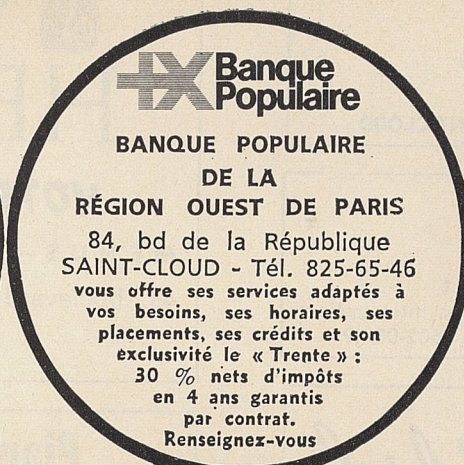 Banque
Populaire
BANQUE POPULAIRE
DE LA
RÉGION OUEST DE PARIS
84, bd de la République
SAINT-CLOUD - Tél. 825-65-46
vous offre ses services adaptés à
vos besoins, ses horaires, ses
placements, ses crédits et son
exclusivité le « Trente » :
30 % nets d'impôts
en 4 ans garantis
par contrat.
Renseignez-vous